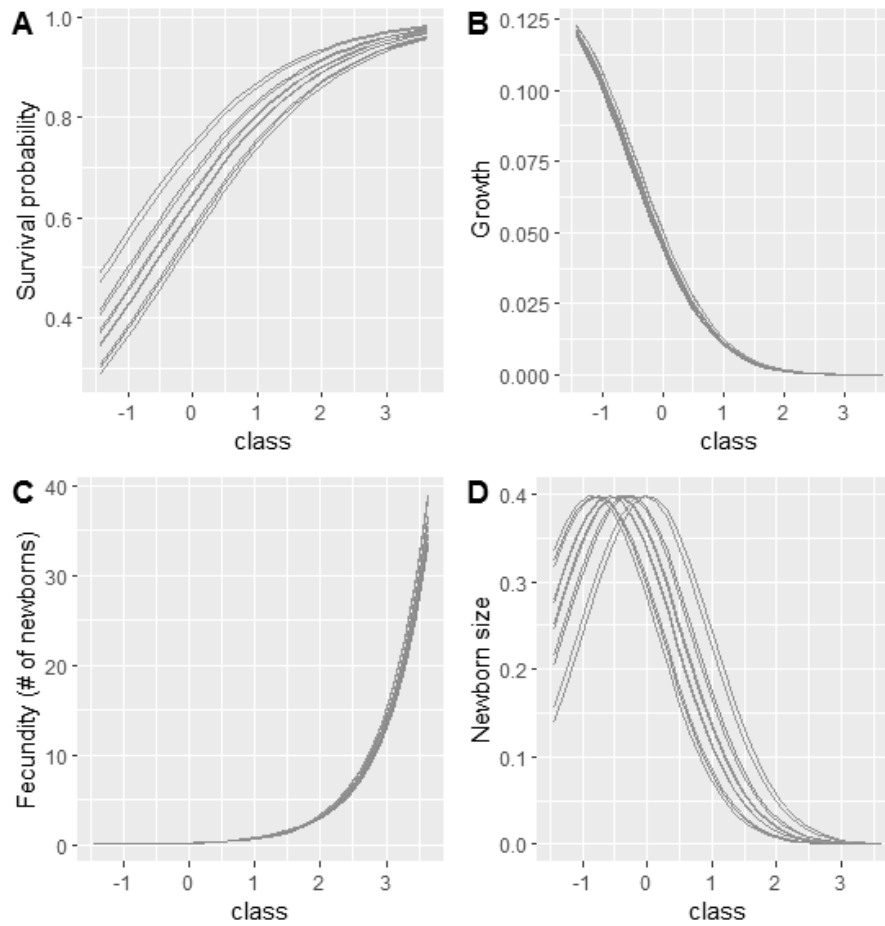 A
Survival probability
1.0
0.8
0.6
0.4
-1 0 1 2 3
class
B
Growth
0.125
0.100
0.075
0.050
0.025
0.000
-1 0 1 2 3
class
C
Fecundity (# of newborns)
40
30
20
10
0
-1 0 1 2 3
class
D
Newborn size
0.4
0.3
0.2
0.1
0.0
-1 0 1 2 3
class